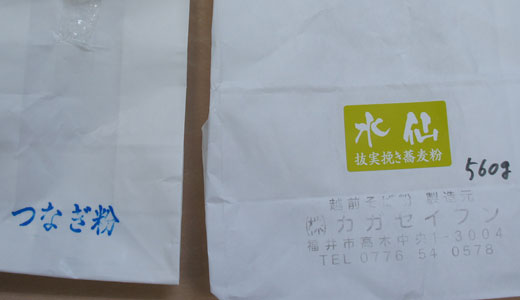 つなぎ粉
水仙
抜実挽き蕎麦粉
560g
越前そば粉 製造元
㈱カガセイフン
福井市高木中央1-3004
TEL 0776 54 0578